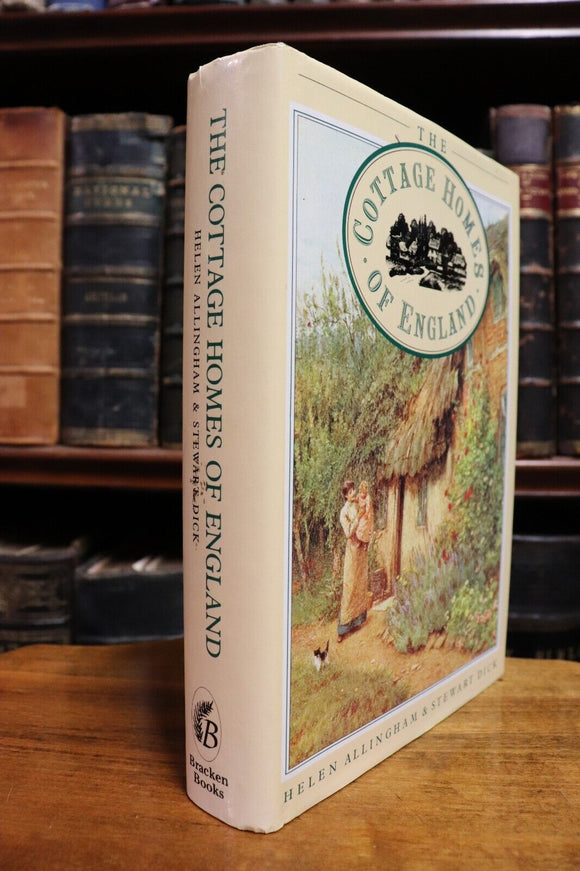 THE COTTAGE HOMES OF ENGLAND
HELEN ALLINGHAM & STEWART DICK
B
Bracken
Books
THE
COTTAGE HOMES
OF ENGLAND
HELEN ALLINGHAM & STEWART DICK
NATIONAL